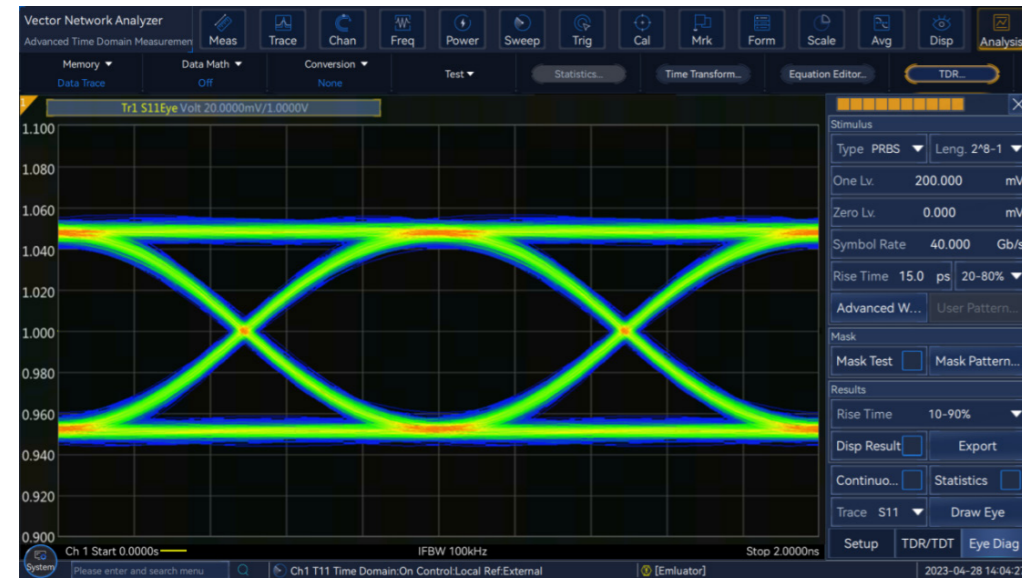 Vector Network Analyzer
Advanced Time Domain Measuremen
Meas Trace Chan Freq Power Sweep Trig Cal Mrk Form Scale Avg Disp Analysis
Memory Data Math Conversion Test Statistics... Time Transform... Equation Editor... TDR...
Data Trace Off None
1 Tr1 S11Eye Volt 20.0000mV/1.0000V
1.100
1.080
1.060
1.040
1.020
1.000
0.980
0.960
0.940
0.920
0.900
Stimulus
Type PRBS Leng. 2^8-1
One Lv. 200.000 mV
Zero Lv. 0.000 mV
Symbol Rate 40.000 Gb/s
Rise Time 15.0 ps 20-80%
Advanced W... User Pattern...
Mask
Mask Test Mask Pattern...
Results
Rise Time 10-90%
Disp Result Export
Continuo... Statistics
Trace S11 Draw Eye
Setup TDR/TDT Eye Diag
Ch 1 Start 0.0000s IFBW 100kHz Stop 2.0000ns
System Please enter and search menu Ch1 T11 Time Domain:On Control:Local Ref:External [Emluator] 2023-04-28 14:04:27